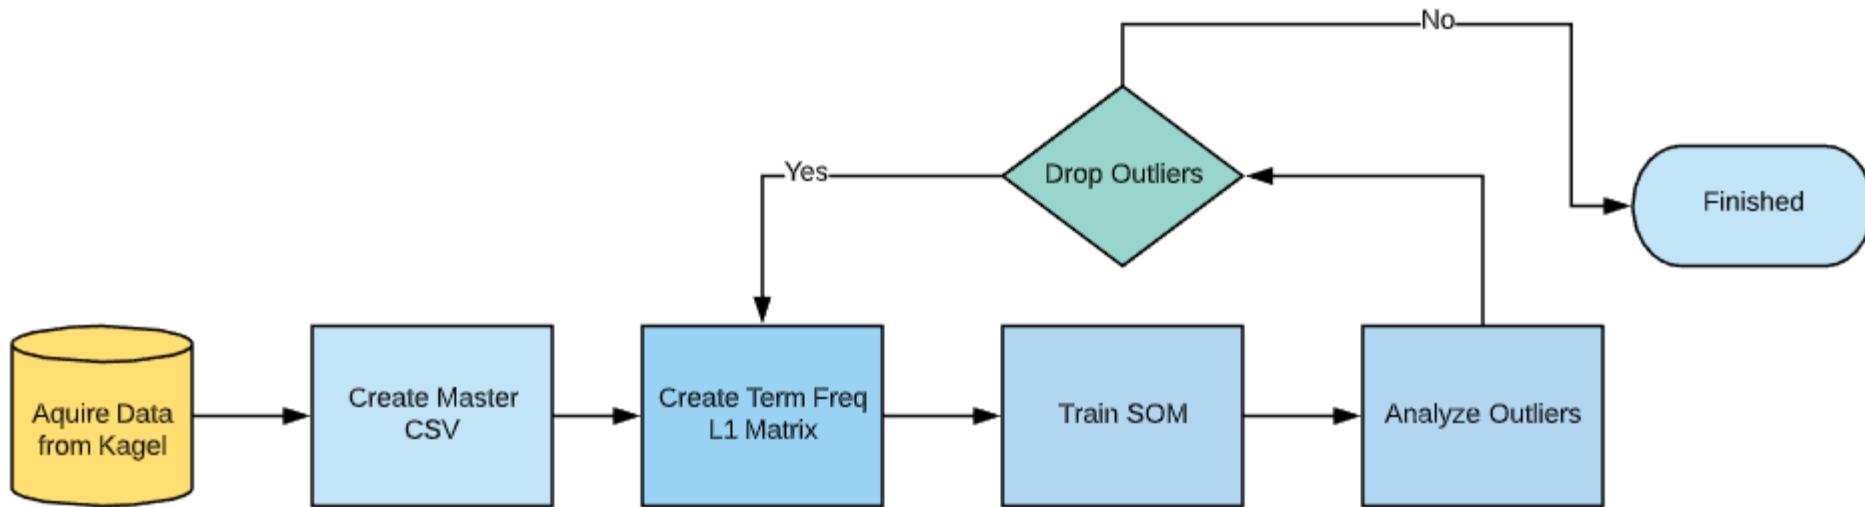 No
Yes
Drop Outliers
Finished
Aquire Data
from Kagel
Create Master
CSV
Create Term Freq
L1 Matrix
Train SOM
Analyze Outliers